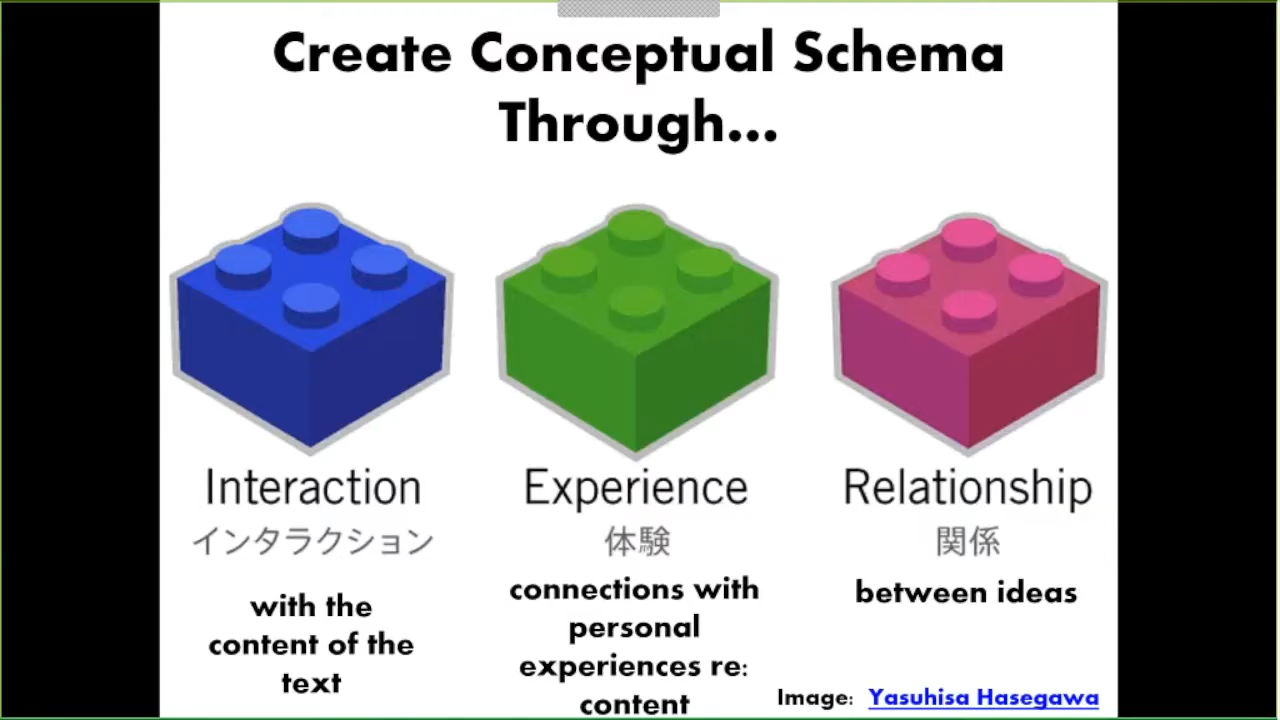 Create Conceptual Schema
Through...
Interaction
インタラクション
with the
content of the
text
Experience
体験
connections with
personal
experiences re:
content
Relationship
関係
between ideas
Image: Yasuhisa Hasegawa